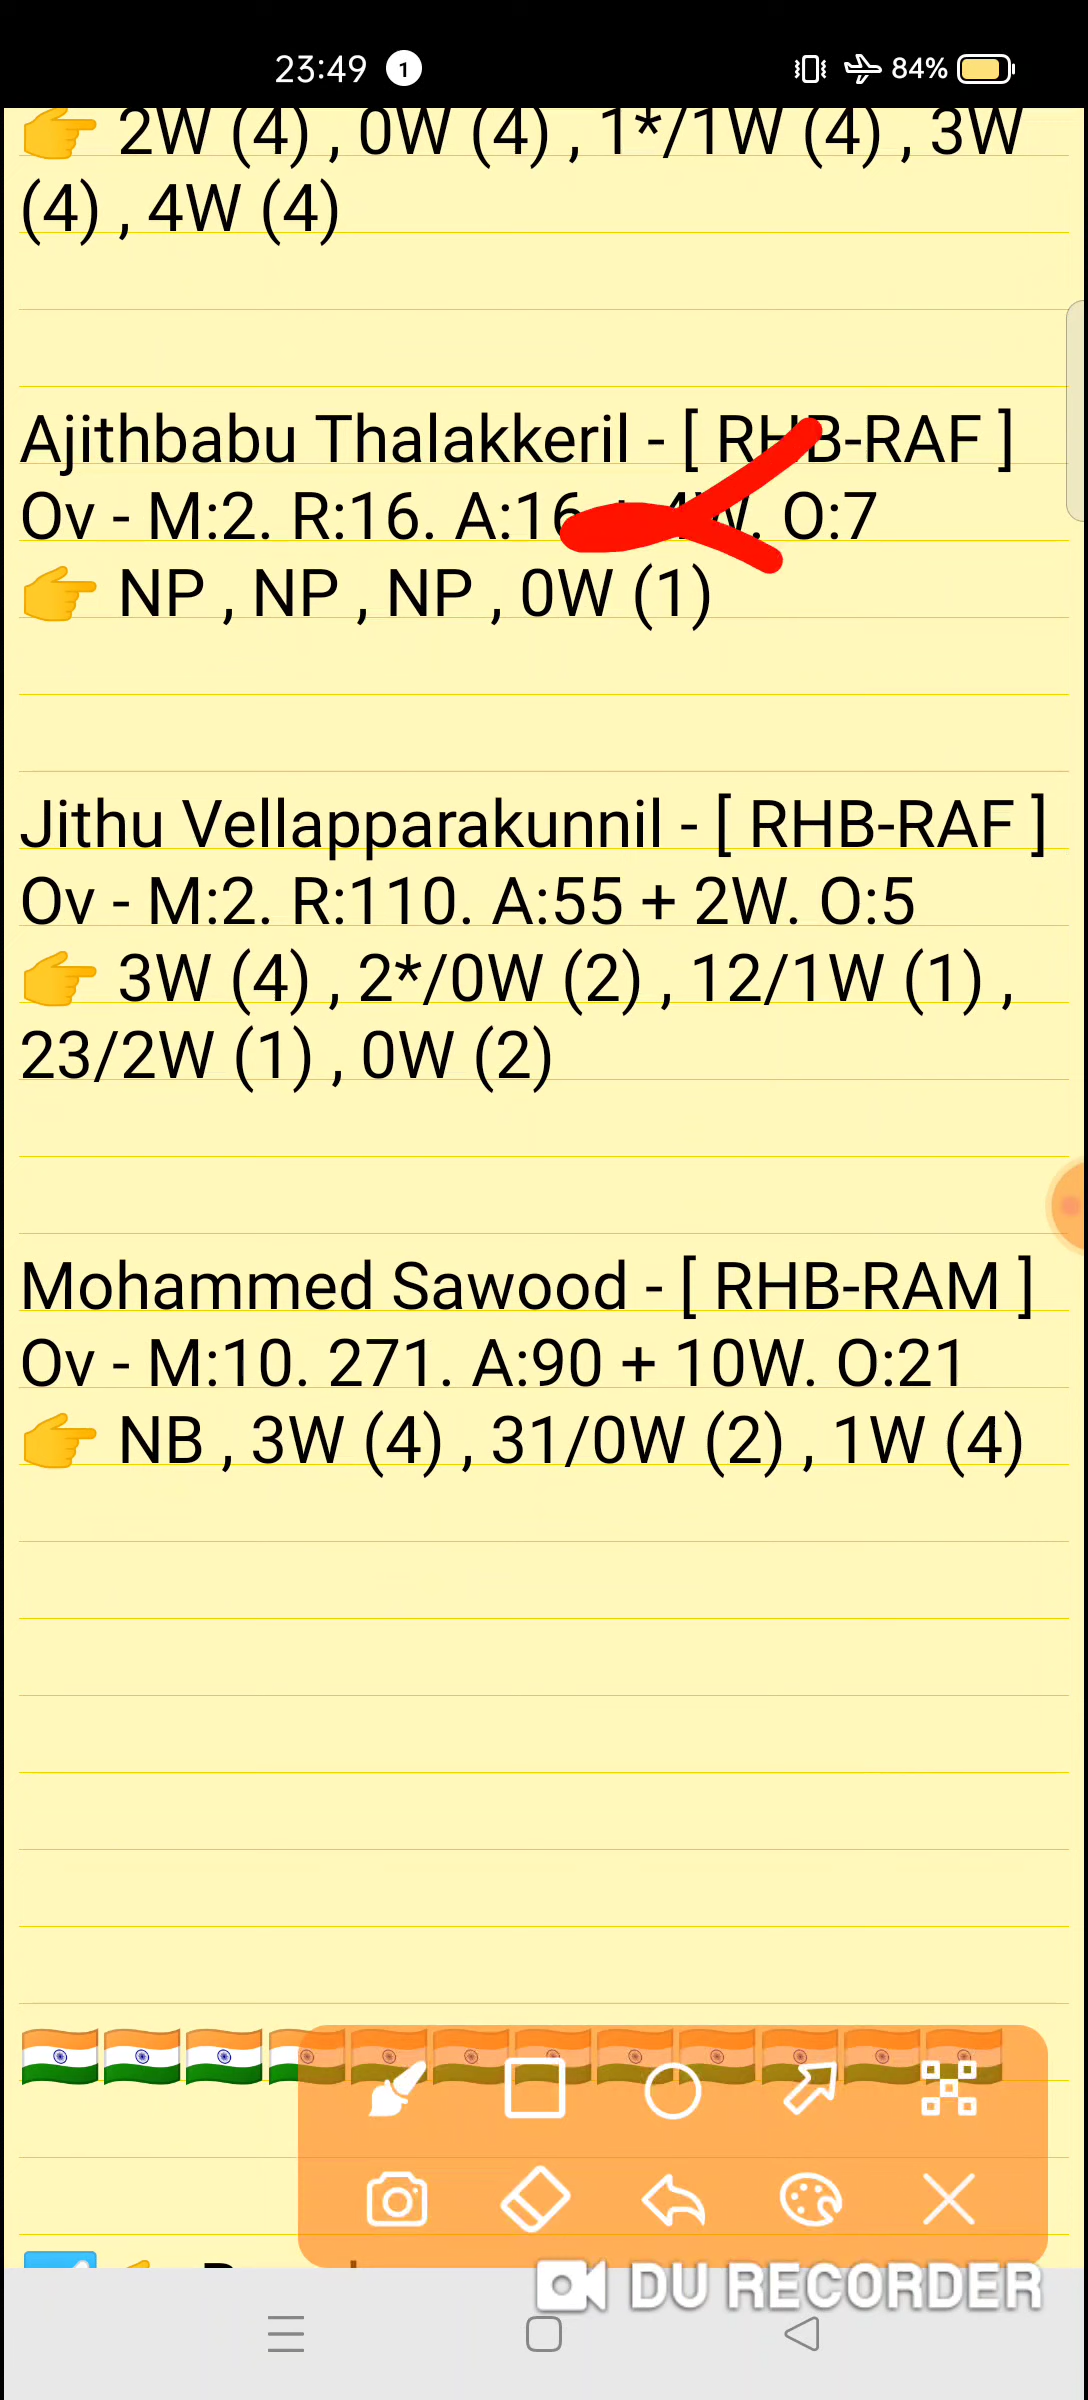 23:49 1 84%
👉 2W (4) , 0W (4) , 1*/1W (4) , 3W
(4) , 4W (4)
Ajithbabu Thalakkeril - [ RHB-RAF ]
Ov - M:2. R:16. A:16 + 4W. O:7
👉 NP , NP , NP , 0W (1)
Jithu Vellapparakunnil - [ RHB-RAF ]
Ov - M:2. R:110. A:55 + 2W. O:5
👉 3W (4) , 2*/0W (2) , 12/1W (1) ,
23/2W (1) , 0W (2)
Mohammed Sawood - [ RHB-RAM ]
Ov - M:10. 271. A:90 + 10W. O:21
👉 NB , 3W (4) , 31/0W (2) , 1W (4)
DU RECORDER